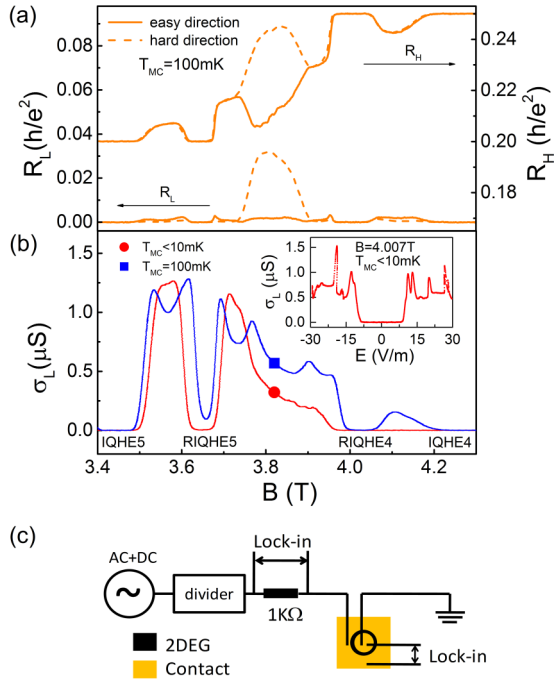 (a)
easy direction
hard direction
T_MC=100mK
R_H
R_L
R_L(h/e²)
0.08
0.06
0.04
0.02
0.00
R_H (h/e²)
0.25
0.22
0.20
0.18
(b)
T_MC<10mK
T_MC=100mK
B=4.007T
T_MC<10mK
σ_L(μS)
1.5
1.0
0.5
0.0
-30 -15 0 15 30
E (V/m)
σ_L(μS)
1.5
1.0
0.5
0.0
IQHE5 RIQHE5 RIQHE4 IQHE4
3.4 3.6 3.8 4.0 4.2
B (T)
(c)
AC+DC
Lock-in
~
divider
1KΩ
2DEG
Contact
Lock-in